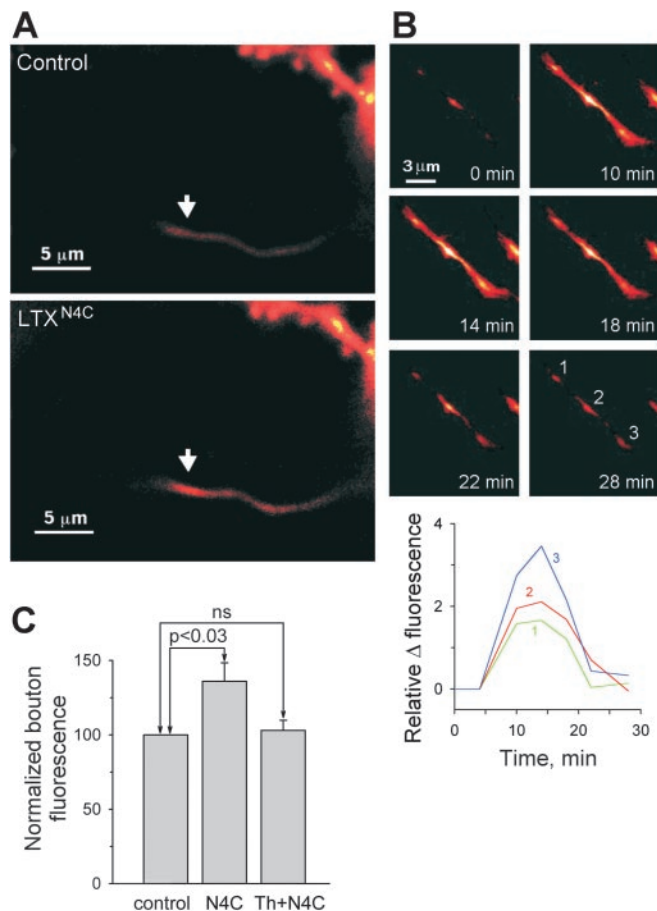 A
Control
5 μm
LTX^N4C
5 μm
B
3 μm
0 min
10 min
14 min
18 min
22 min
1
2
3
28 min
4
2
0
Relative Δ fluorescence
3
2
1
0 10 20 30
Time, min
C
ns
p<0.03
150
100
50
0
Normalized bouton
fluorescence
control N4C Th+N4C